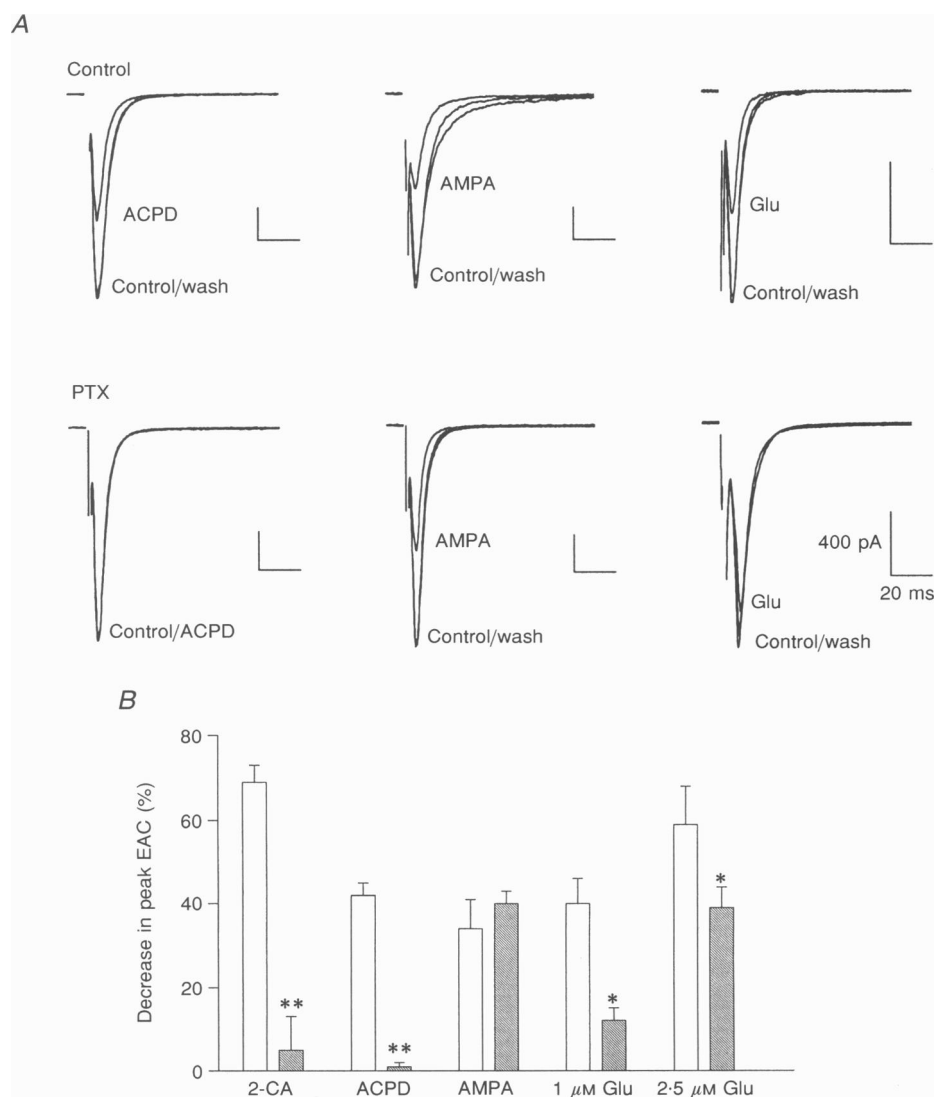 A
Control
ACPD
Control/wash
AMPA
Control/wash
Glu
Control/wash
PTX
Control/ACPD
AMPA
Control/wash
400 pA
20 ms
Glu
Control/wash
B
Decrease in peak EAC (%)
80
60
40
20
0
**
**
*
*
2-CA ACPD AMPA 1 μM Glu 2·5 μM Glu